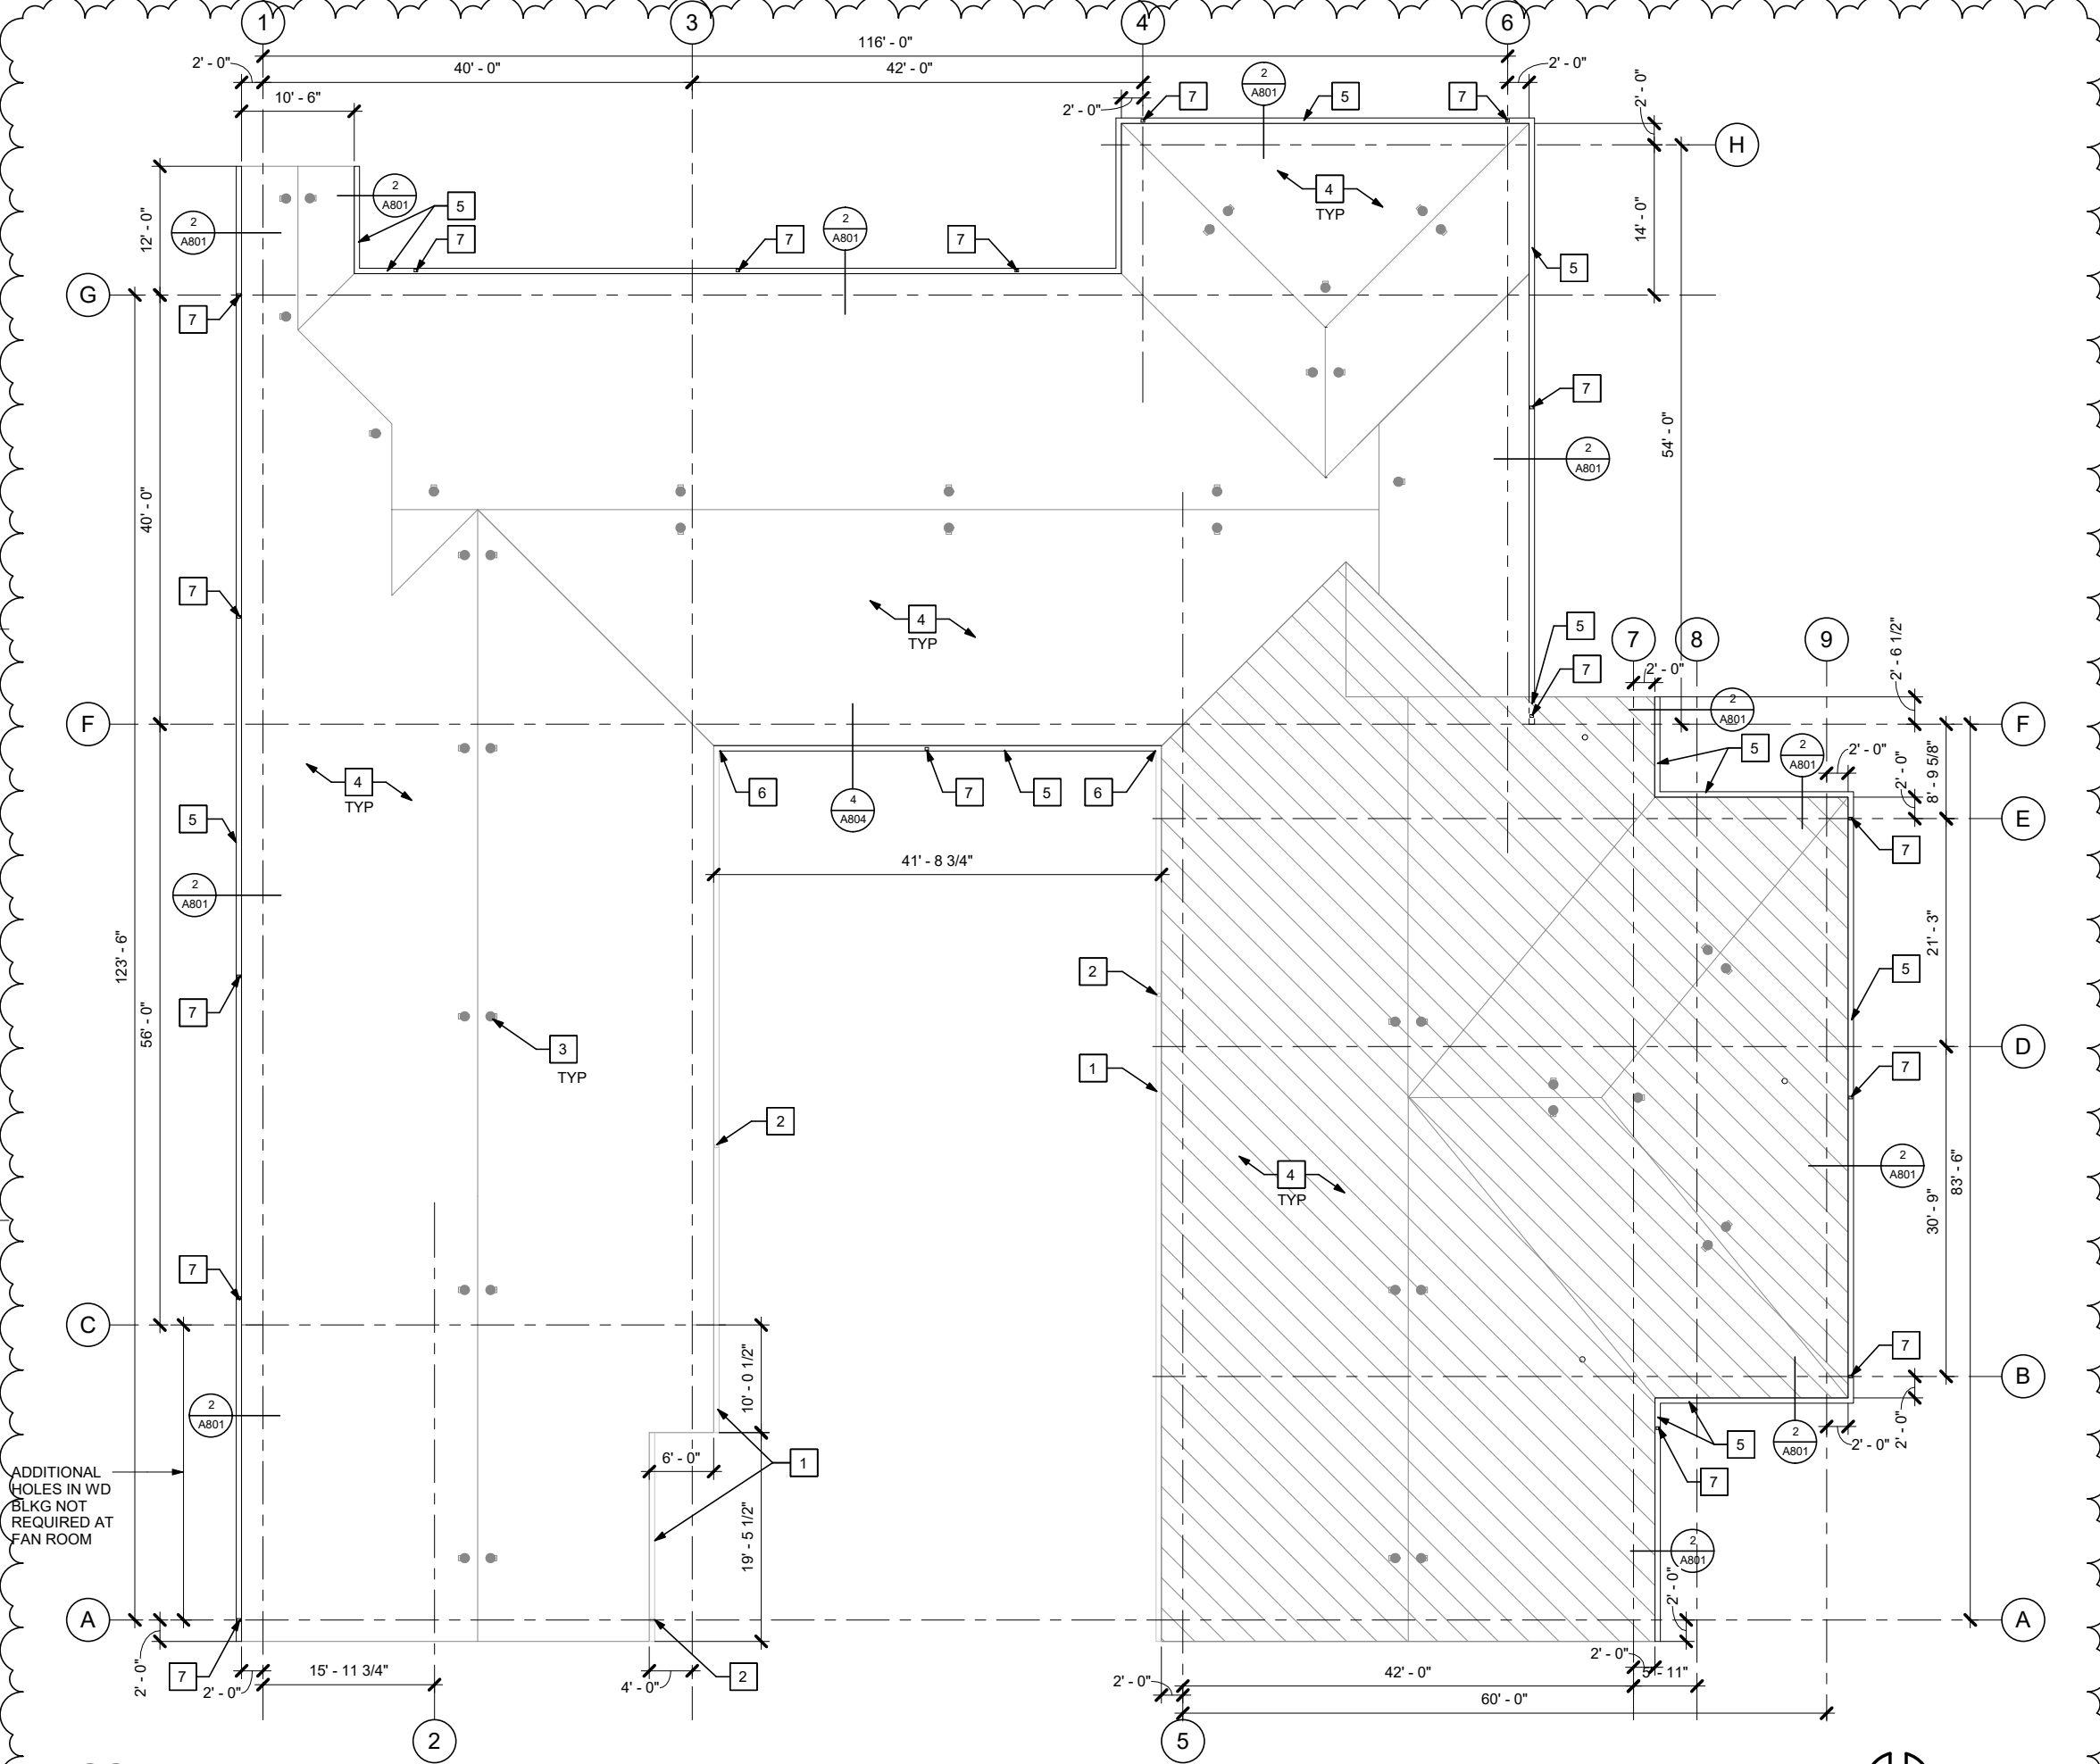 1
3
4
6
116' - 0"
2' - 0"
40' - 0"
42' - 0"
2' - 0"
10' - 6"
2' - 0"
7
2
A801
5
7
2' - 0"
H
12' - 0"
2
A801
5
2
A801
7
2
A801
7
7
4
TYP
14' - 0"
5
G
7
7
2
A801
54' - 0"
40' - 0"
7
4
TYP
5
7
7
8
9
2' - 0"
2' - 6 1/2"
F
2
A801
F
4
TYP
6
4
A804
7
5
6
5
2
A801
2' - 0"
2' - 0"
8' - 9 5/8"
5
E
7
41' - 8 3/4"
2
A801
123' - 6"
21' - 3"
2
5
7
56' - 0"
3
TYP
1
D
7
2
4
TYP
2
A801
30' - 9"
83' - 6"
7
C
7
B
10' - 0 1/2"
2
A801
2' - 0"
2' - 0"
5
2
A801
6' - 0"
1
7
ADDITIONAL
HOLES IN WD
BLKG NOT
REQUIRED AT
FAN ROOM
19' - 5 1/2"
2
A801
2' - 0"
A
A
2' - 0"
7
2' - 0"
15' - 11 3/4"
4' - 0"
2
2' - 0"
2' - 0"
42' - 0"
5' - 11"
60' - 0"
2
5